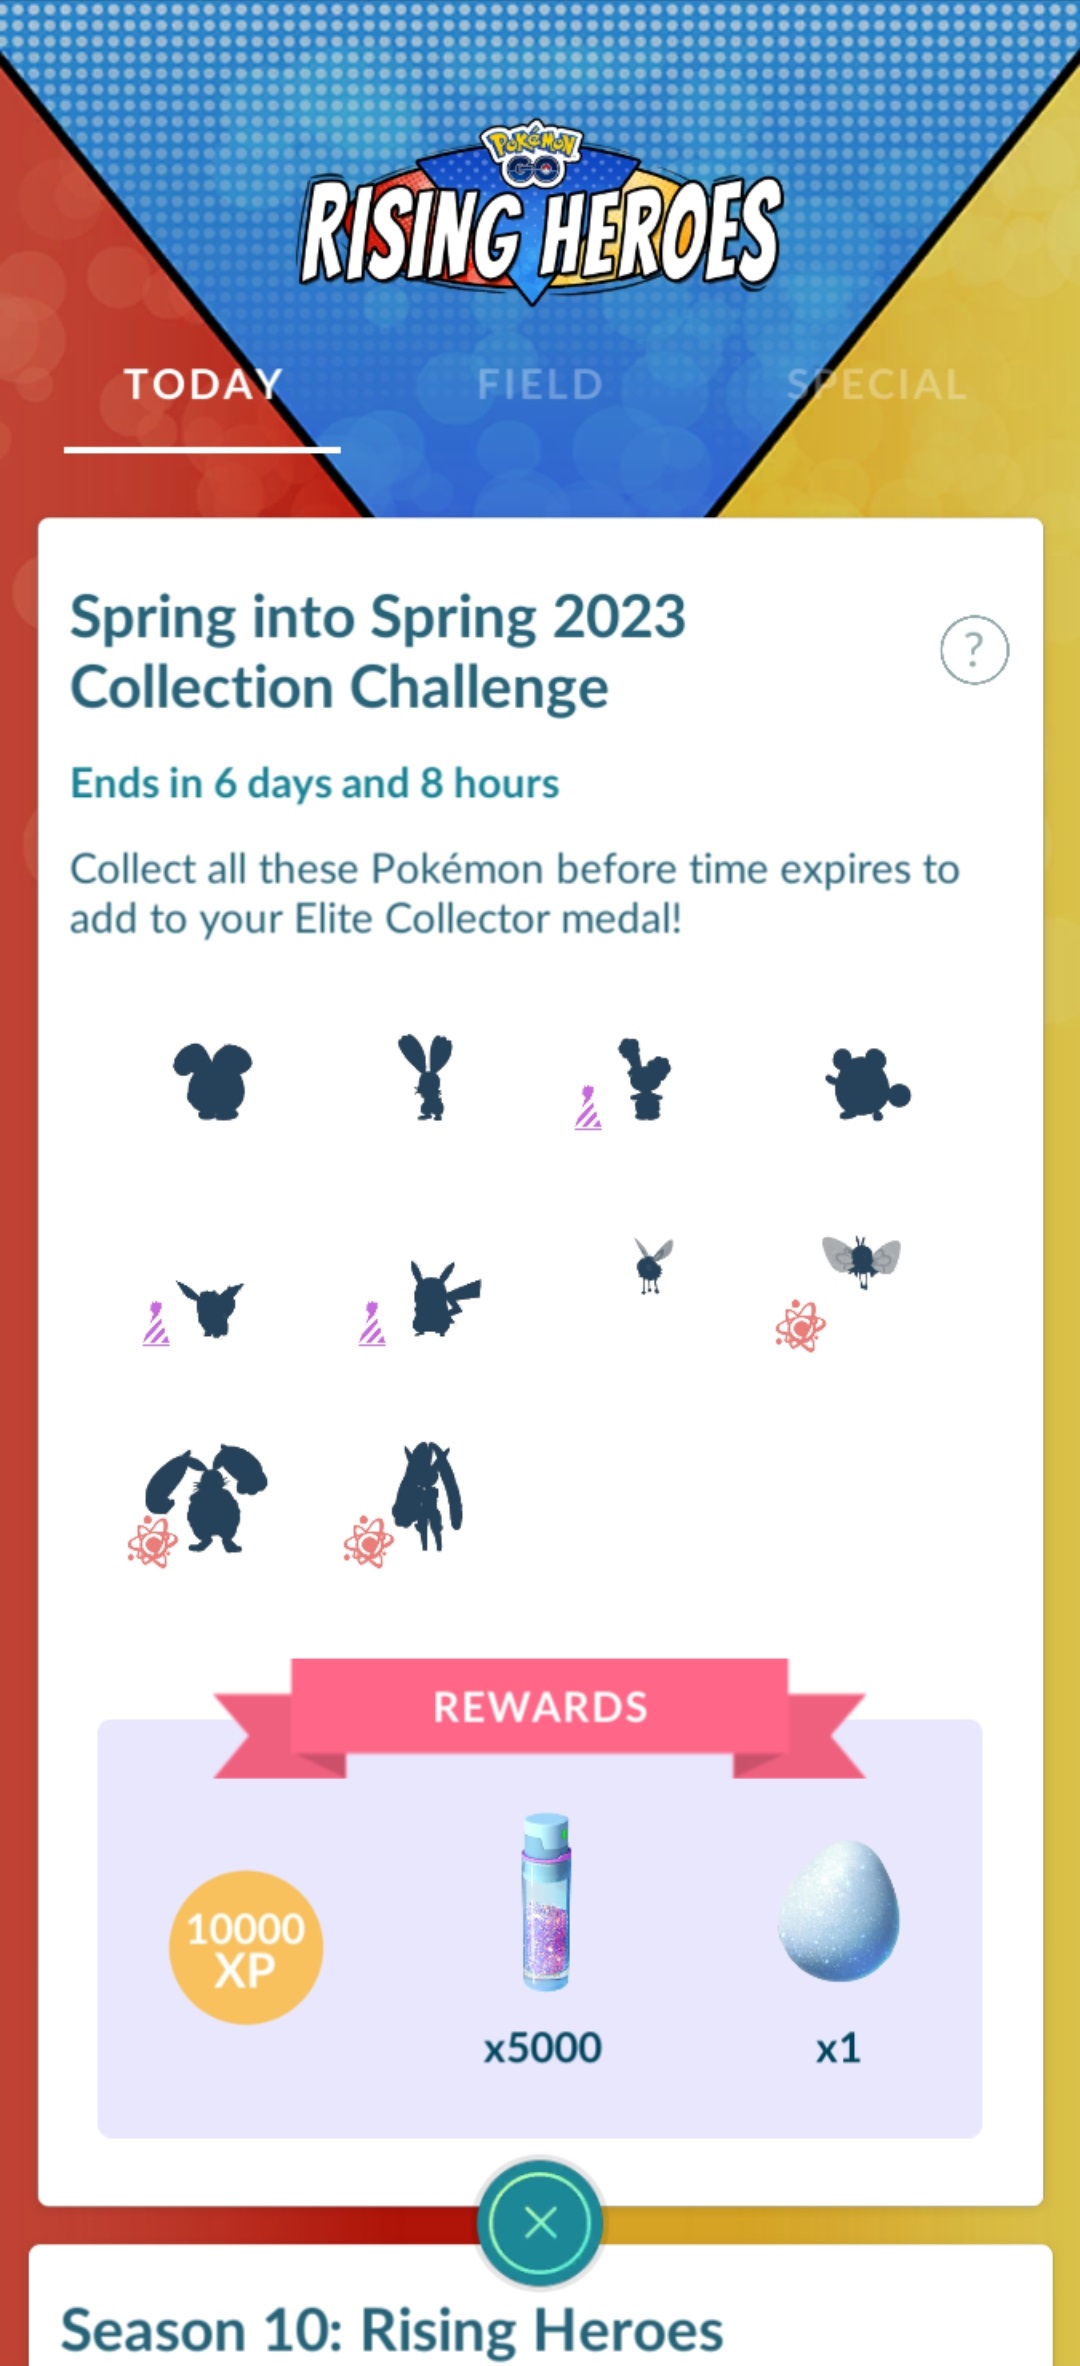 POKÉMON
GO
RISING HEROES
TODAY
FIELD
SPECIAL
Spring into Spring 2023
Collection Challenge
?
Ends in 6 days and 8 hours
Collect all these Pokémon before time expires to
add to your Elite Collector medal!
REWARDS
10000
XP
x5000
x1
Season 10: Rising Heroes